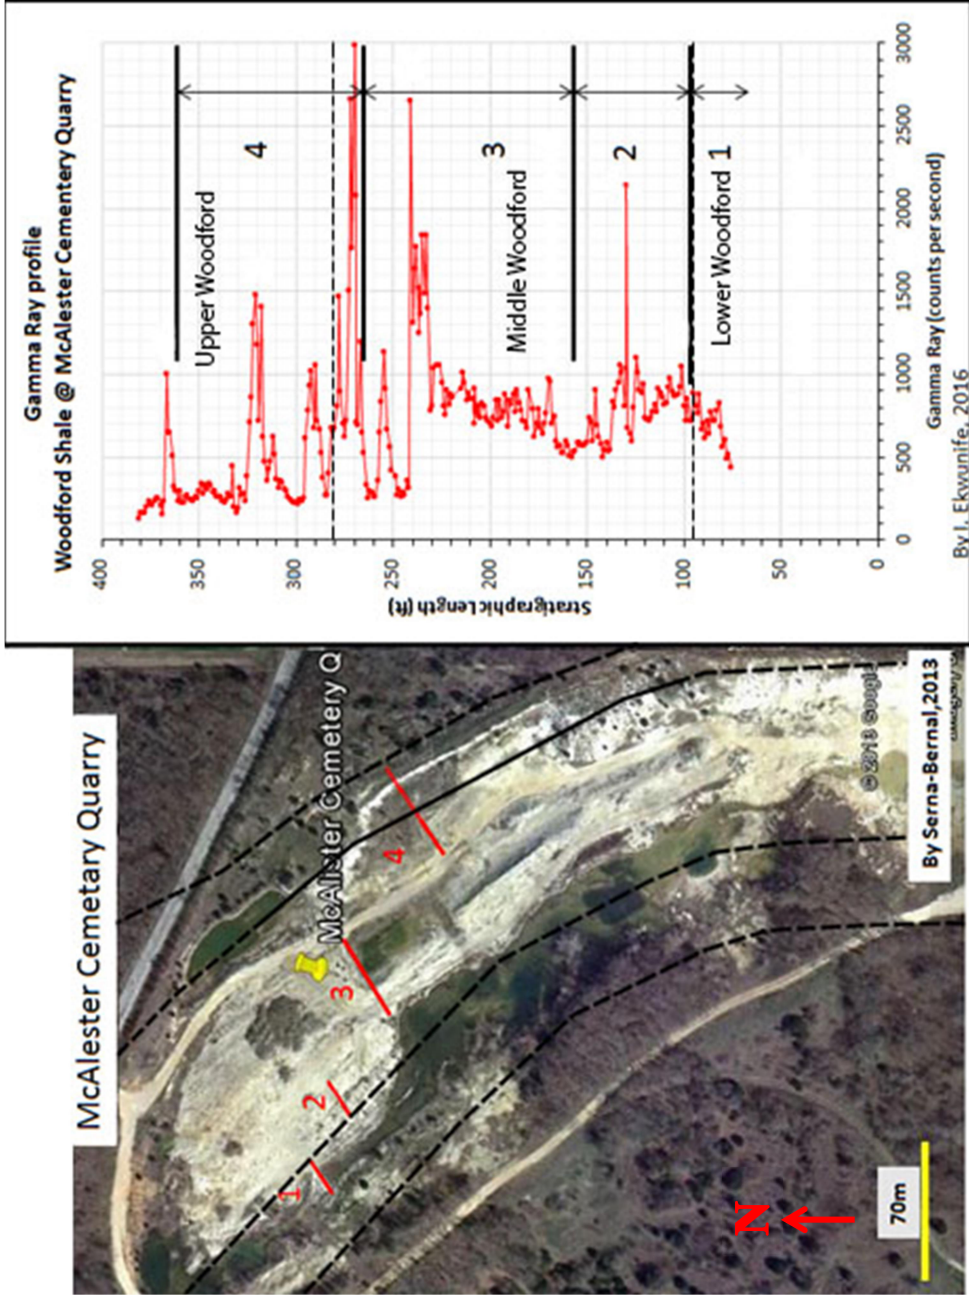 McAlester Cemetary Quarry
McAlister Cemetery Q
1
2
3
4
N
70m
© 2013 Google
By Serna-Bernal,2013
Gamma Ray profile
Woodford Shale @ McAlester Cementery Quarry
Stratigraphic Length (ft)
400
350
300
250
200
150
100
50
0
Upper Woodford
4
Middle Woodford
3
2
Lower Woodford 1
0
500
1000
1500
2000
2500
3000
Gamma Ray (counts per second)
By J. Ekwunife, 2016